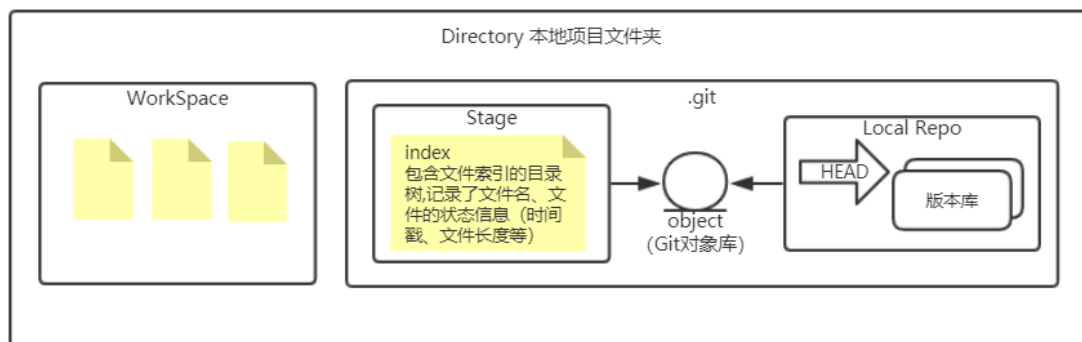 Directory 本地项目文件夹
WorkSpace
.git
Stage
index
包含文件索引的目录
树,记录了文件名、文
件的状态信息（时间
戳、文件长度等）
object
(Git对象库)
Local Repo
HEAD
版本库